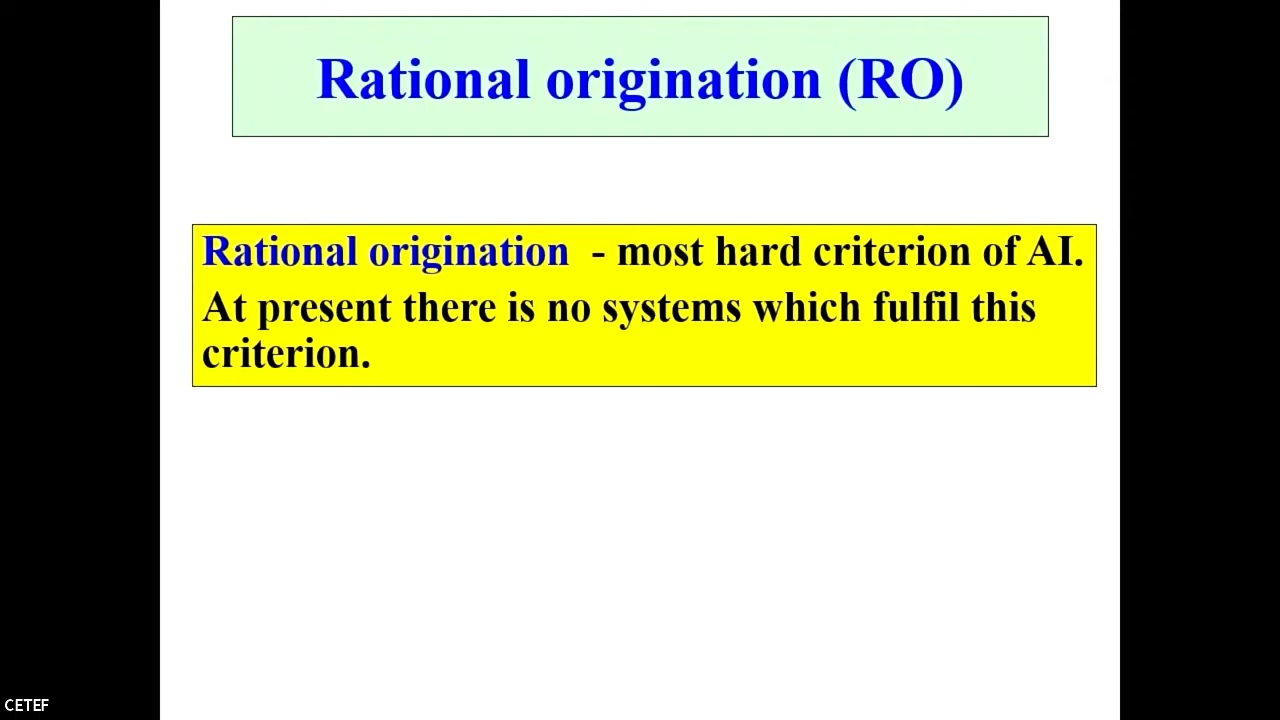 Rational origination (RO)
Rational origination - most hard criterion of AI.
At present there is no systems which fulfil this
criterion.
CETEF